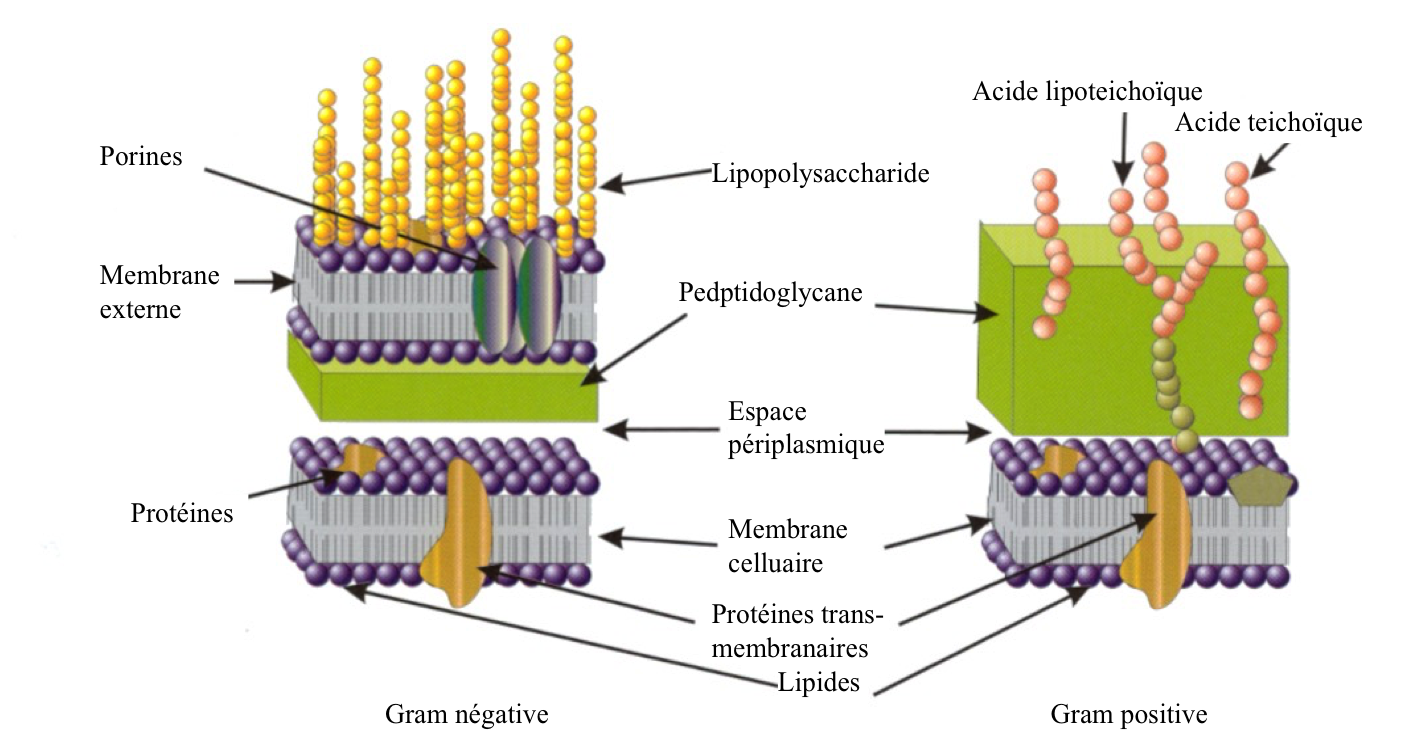 Acide lipoteichoïque
Acide teichoïque
Porines
Lipopolysaccharide
Membrane
externe
Pedptidoglycane
Espace
périplasmique
Protéines
Membrane
celluaire
Protéines trans-
membranaires
Lipides
Gram négative
Gram positive